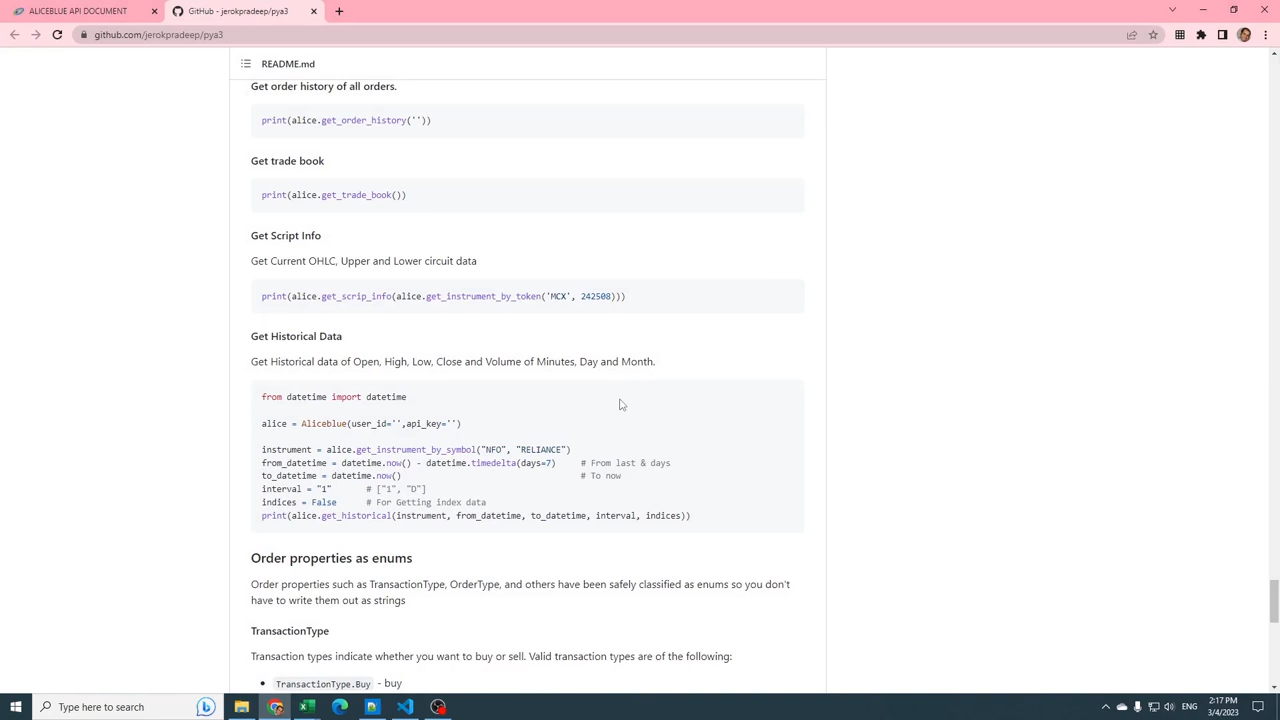 ALICEBLUE API DOCUMENT
GitHub - jerokpradeep/pya3
github.com/jerokpradeep/pya3
README.md
Get order history of all orders.
print(alice.get_order_history(''))
Get trade book
print(alice.get_trade_book())
Get Script Info
Get Current OHLC, Upper and Lower circuit data
print(alice.get_scrip_info(alice.get_instrument_by_token('MCX', 242508)))
Get Historical Data
Get Historical data of Open, High, Low, Close and Volume of Minutes, Day and Month.
from datetime import datetime
alice = Aliceblue(user_id='',api_key='')
instrument = alice.get_instrument_by_symbol("NFO", "RELIANCE")
from_datetime = datetime.now() - datetime.timedelta(days=7) # From last & days
to_datetime = datetime.now() # To now
interval = "1" # ["1", "D"]
indices = False # For Getting index data
print(alice.get_historical(instrument, from_datetime, to_datetime, interval, indices))
Order properties as enums
Order properties such as TransactionType, OrderType, and others have been safely classified as enums so you don't
have to write them out as strings
TransactionType
Transaction types indicate whether you want to buy or sell. Valid transaction types are of the following:
TransactionType.Buy - buy
Type here to search
ENG
2:17 PM
3/4/2023